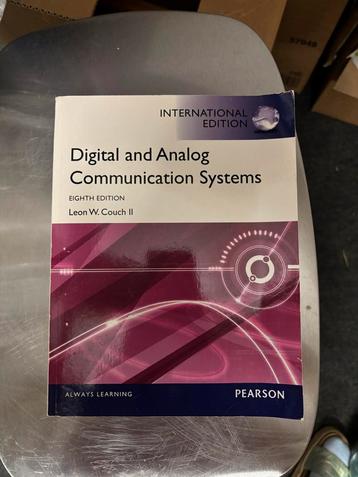 INTERNATIONAL
EDITION
Digital and Analog
Communication Systems
EIGHTH EDITION
Leon W. Couch II
ALWAYS LEARNING
PEARSON